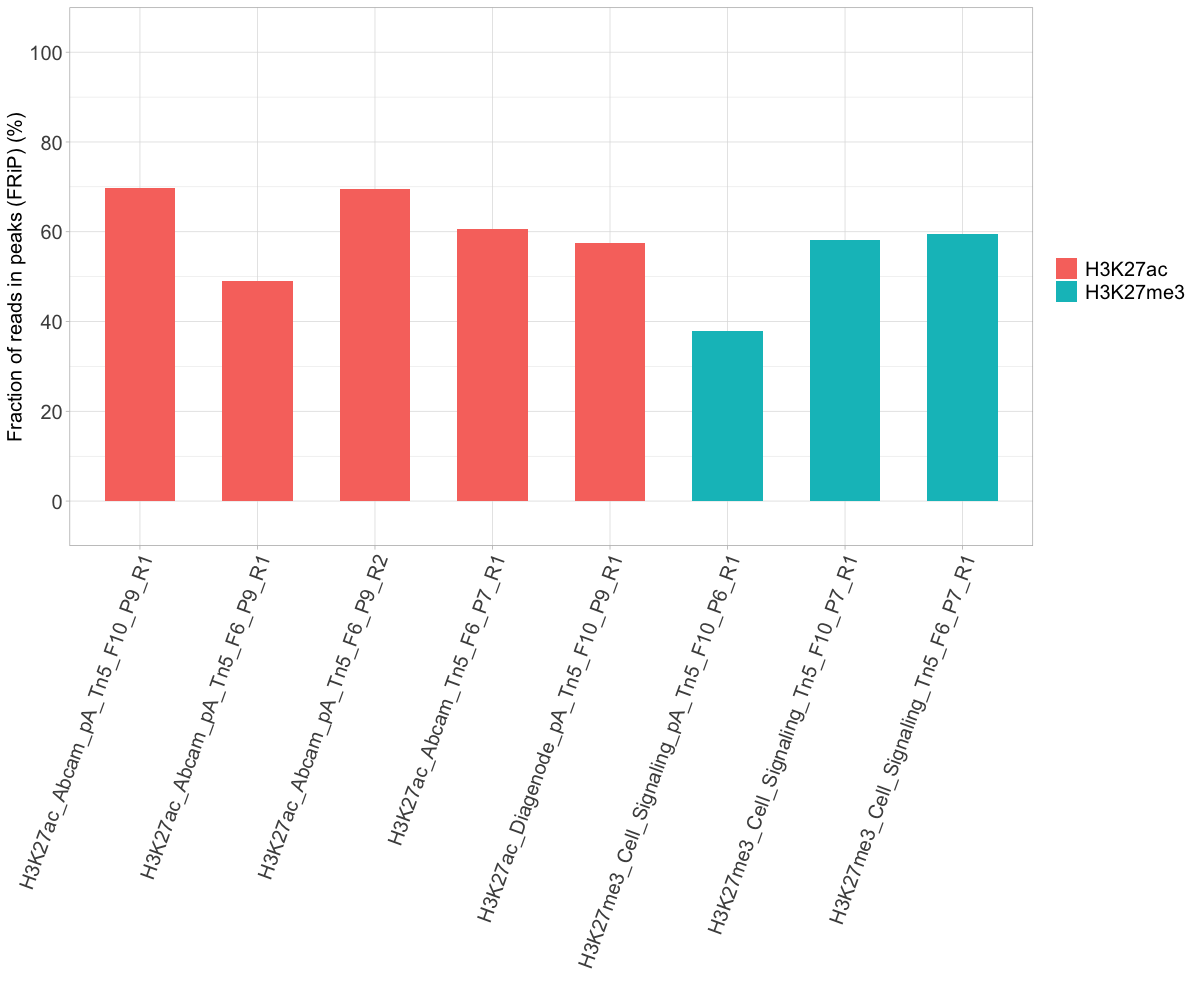 Fraction of reads in peaks (FRiP) (%)
100
80
60
40
20
0
H3K27ac_Abcam_pA_Tn5_F10_P9_R1
H3K27ac_Abcam_pA_Tn5_F6_P9_R1
H3K27ac_Abcam_pA_Tn5_F6_P9_R2
H3K27ac_Abcam_Tn5_F6_P7_R1
H3K27ac_Diagenode_pA_Tn5_F10_P9_R1
H3K27me3_Cell_Signaling_pA_Tn5_F10_P6_R1
H3K27me3_Cell_Signaling_Tn5_F10_P7_R1
H3K27me3_Cell_Signaling_Tn5_F6_P7_R1
H3K27ac
H3K27me3